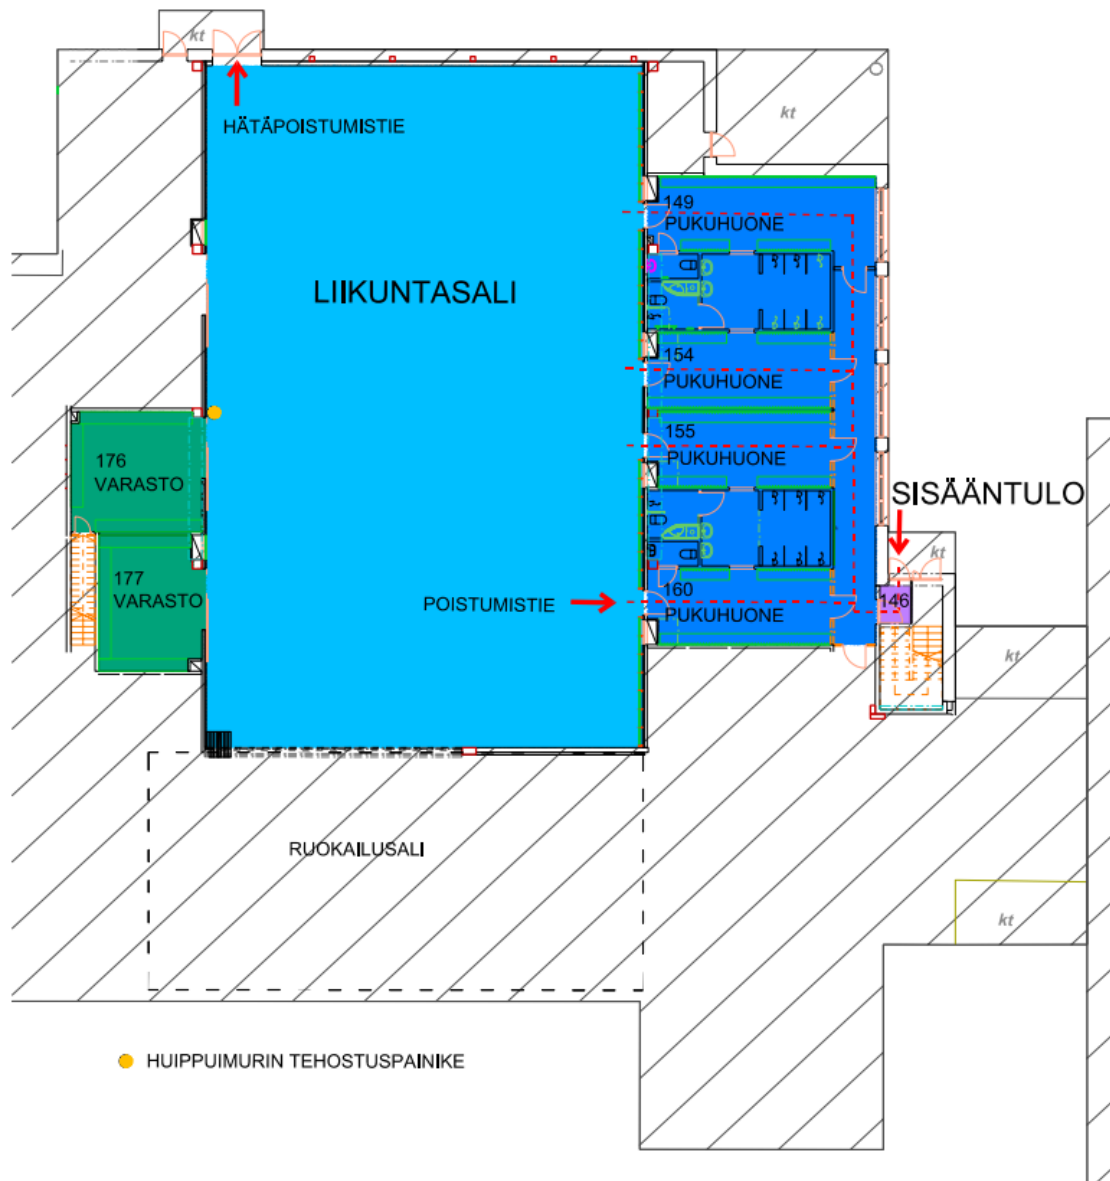 kt
HÄTÄPOISTUMISTIE
kt
149
PUKUHUONE
LIIKUNTASALI
154
PUKUHUONE
155
PUKUHUONE
176
VARASTO
SISÄÄNTULO
kt
177
VARASTO
POISTUMISTIE
160
PUKUHUONE
146
kt
RUOKAILUSALI
kt
HUIPPUIMURIN TEHOSTUSPAINIKE